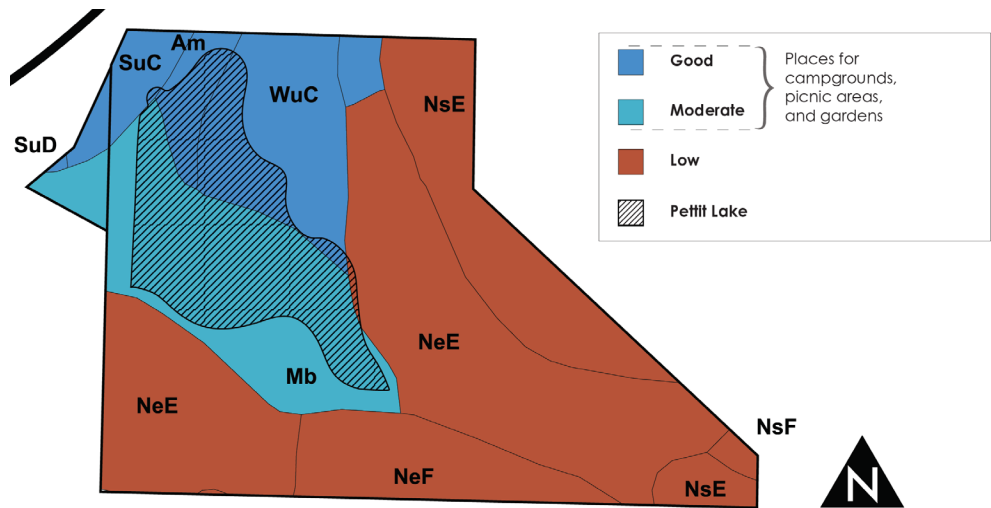 Am
SuC
WuC
NsE
SuD
NeE
Mb
NeE
NsF
NeF
NsE
Good
Moderate
Places for
campgrounds,
picnic areas,
and gardens
Low
Pettit Lake
N